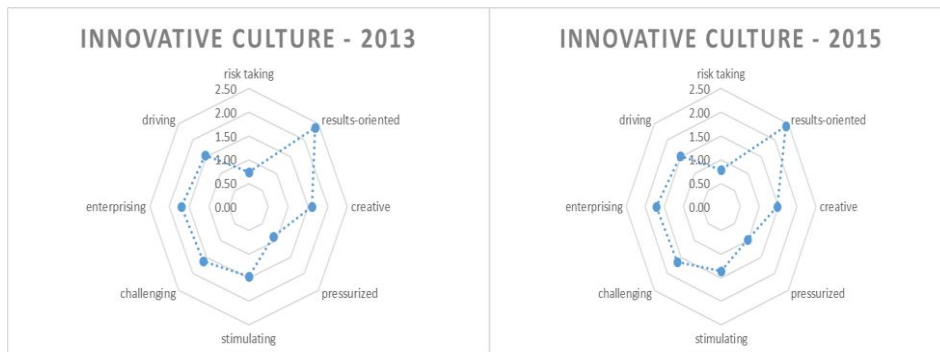 INNOVATIVE CULTURE - 2013
risk taking
2.50
2.00
1.50
1.00
0.50
0.00
results-oriented
creative
pressurized
stimulating
challenging
enterprising
driving
INNOVATIVE CULTURE - 2015
risk taking
2.50
2.00
1.50
1.00
0.50
0.00
results-oriented
creative
pressurized
stimulating
challenging
enterprising
driving